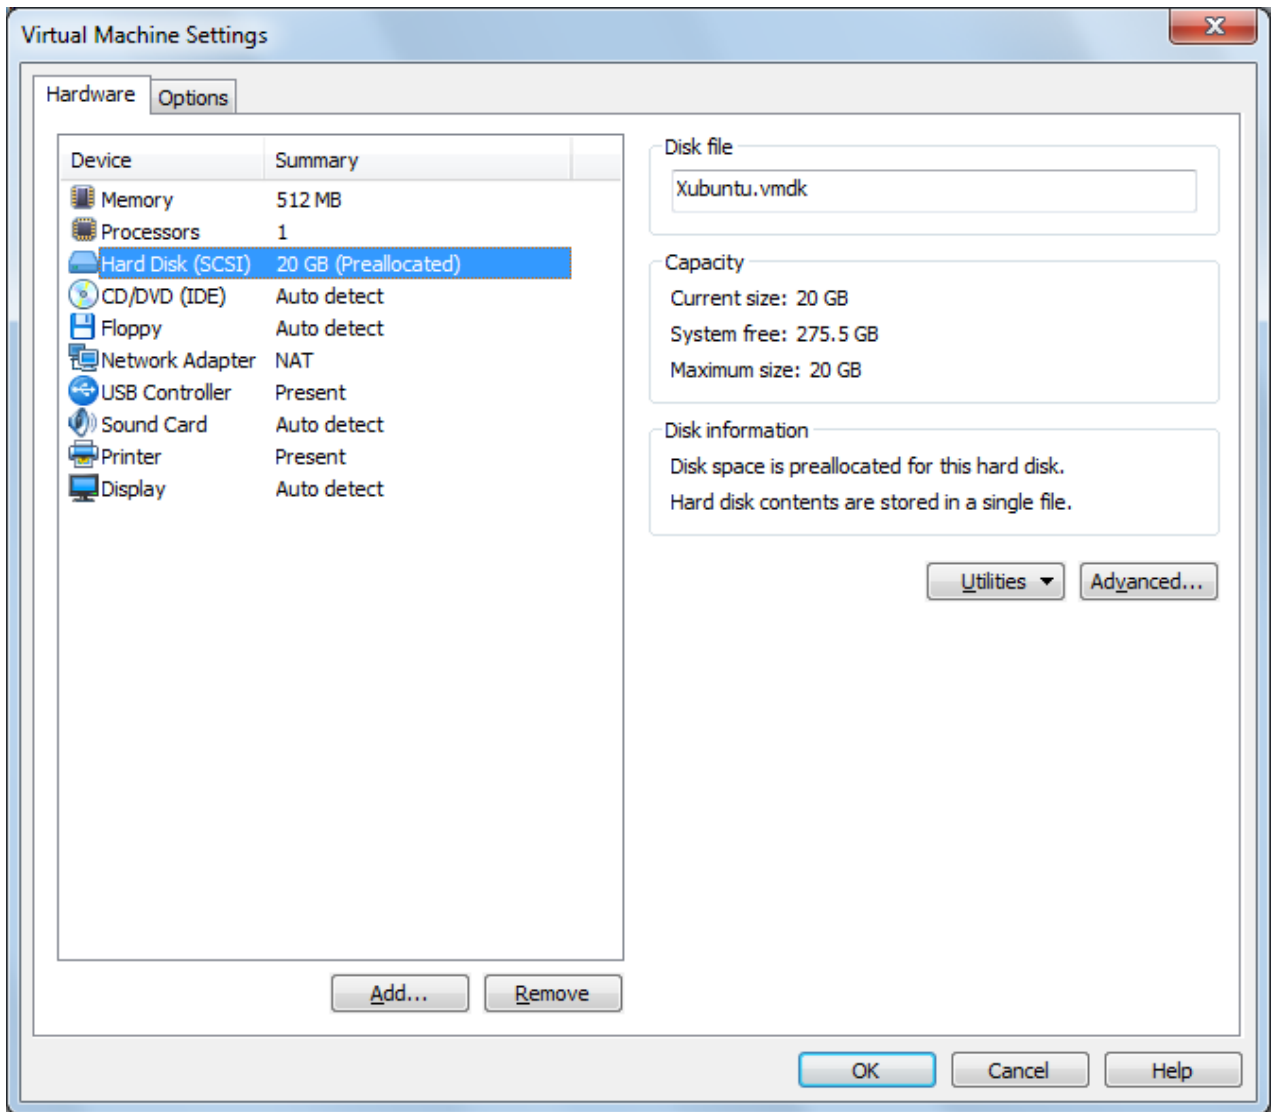 Virtual Machine Settings
Hardware Options
Device Summary
Memory 512 MB
Processors 1
Hard Disk (SCSI) 20 GB (Preallocated)
CD/DVD (IDE) Auto detect
Floppy Auto detect
Network Adapter NAT
USB Controller Present
Sound Card Auto detect
Printer Present
Display Auto detect
Add... Remove
Disk file
Xubuntu.vmdk
Capacity
Current size: 20 GB
System free: 275.5 GB
Maximum size: 20 GB
Disk information
Disk space is preallocated for this hard disk.
Hard disk contents are stored in a single file.
Utilities Advanced...
OK Cancel Help